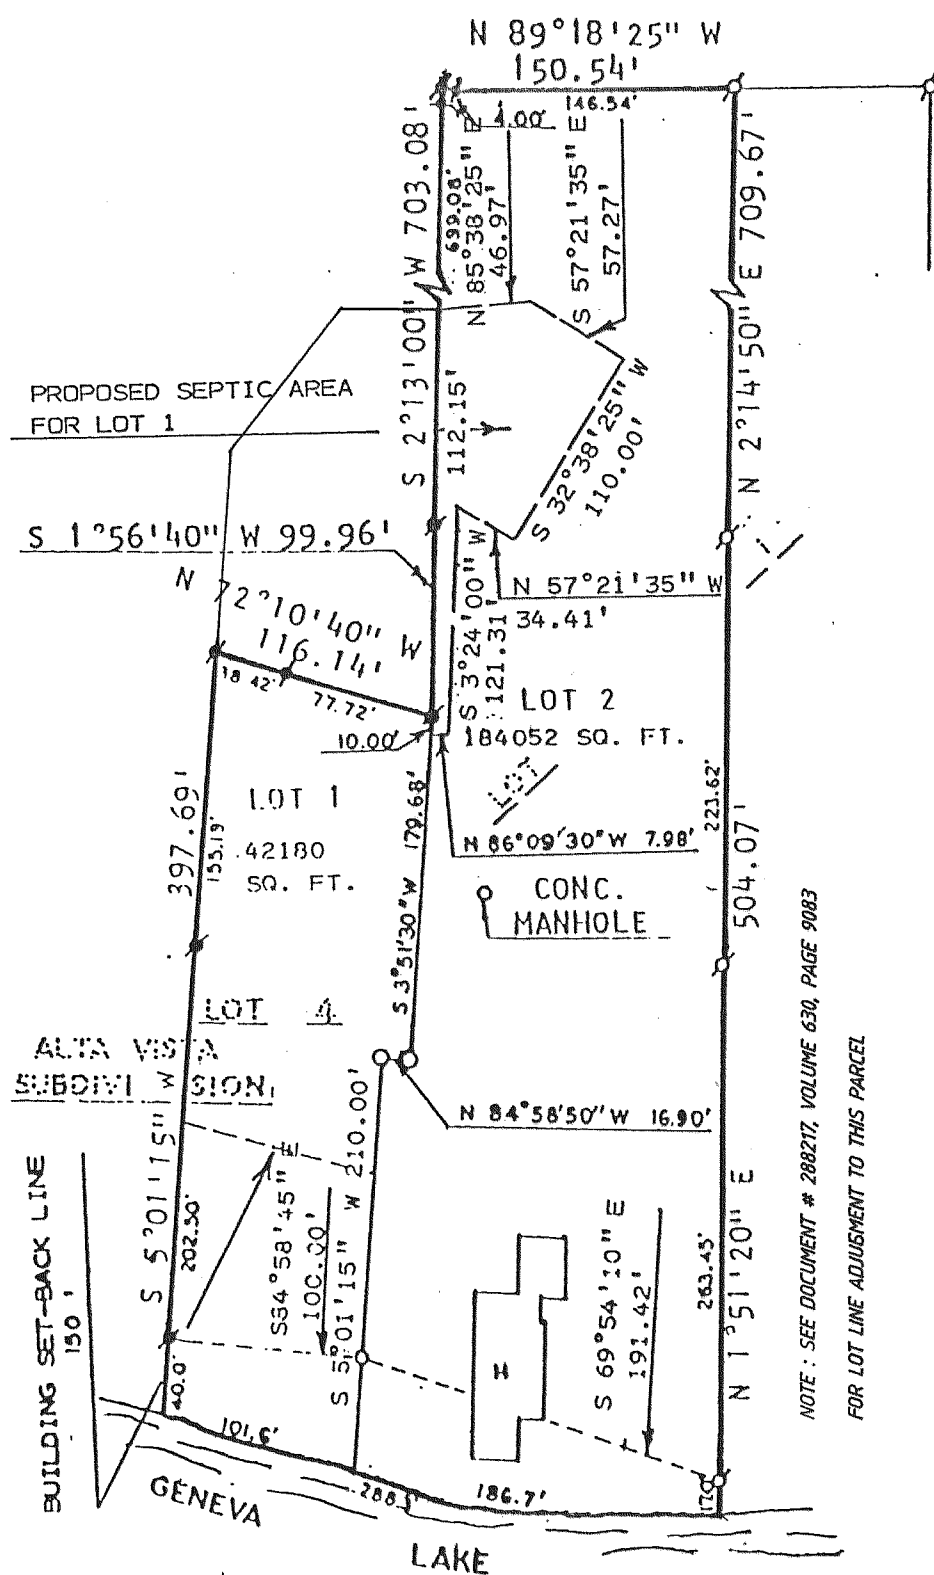 N 89°18'25" W
150.54'
146.54'
4.00'
S 2°13'00" W 703.08'
699.08'
N 85°38'25" E
46.97'
S 57°21'35" E
57.27'
N 2°14'50" E 709.67'
PROPOSED SEPTIC AREA
FOR LOT 1
112.15'
S 32°38'25" W
110.00'
S 1°56'40" W 99.96'
N 72°10'40" W
116.14'
18.42'
77.72'
10.00'
S 3°24'00" W
121.31'
N 57°21'35" W
34.41'
LOT 2
184052 SQ. FT.
LOT
N 86°09'30" W 7.98'
LOT 1
42180
SQ. FT.
397.69'
155.19'
179.68'
S 3°51'30" W
223.62'
504.07'
CONC.
MANHOLE
LOT 4
ALTA VISTA
SUBDIVISION
N 84°58'50" W 16.90'
S 5°01'15" W
202.50'
BUILDING SET-BACK LINE
150'
S84°58'45" E
100.00'
S 5°01'15" W 210.00'
S 69°54'10" E
191.42'
263.45'
N 1°51'20" E
H
40.0'
101.6'
288.
186.7'
GENEVA
LAKE
NOTE : SEE DOCUMENT # 288217, VOLUME 630, PAGE 9083
FOR LOT LINE ADJUSMENT TO THIS PARCEL